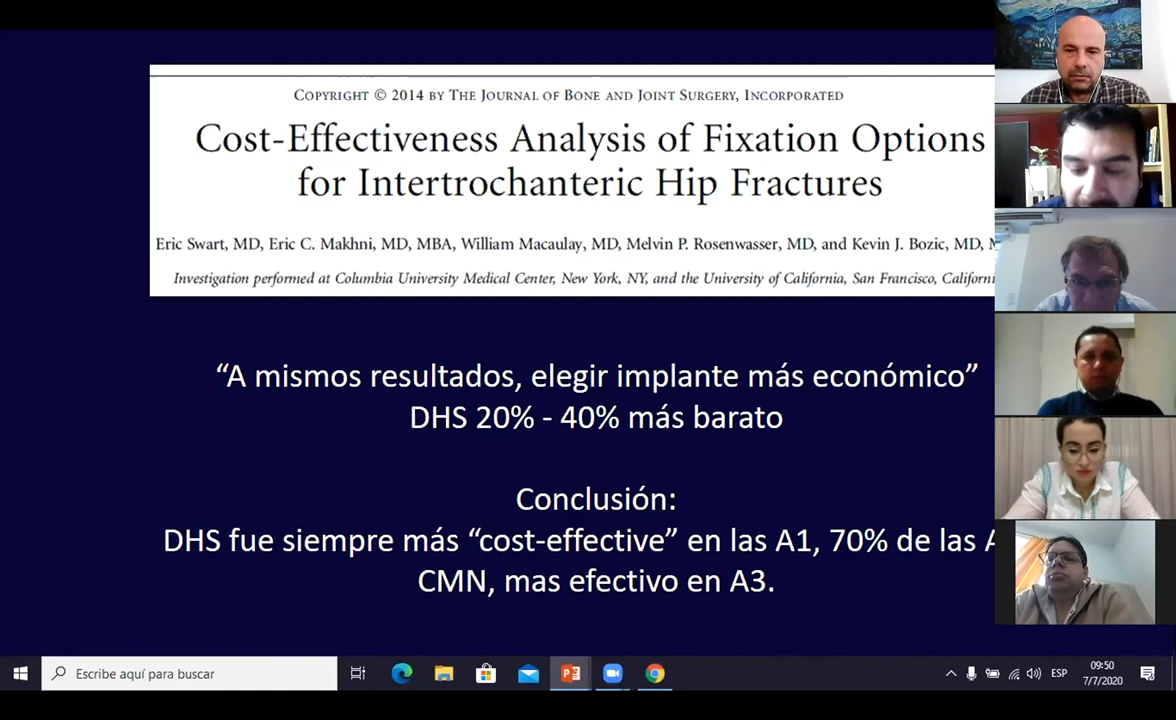 COPYRIGHT © 2014 BY THE JOURNAL OF BONE AND JOINT SURGERY, INCORPORATED
Cost-Effectiveness Analysis of Fixation Options
for Intertrochanteric Hip Fractures
Eric Swart, MD, Eric C. Makhni, MD, MBA, William Macaulay, MD, Melvin P. Rosenwasser, MD, and Kevin J. Bozic, MD,
Investigation performed at Columbia University Medical Center, New York, NY, and the University of California, San Francisco,
“A mismos resultados, elegir implante más económico”
DHS 20% - 40% más barato
Conclusión:
DHS fue siempre más “cost-effective” en las A1, 70% de las
CMN, mas efectivo en A3.
Escribe aquí para buscar
ESP
09:50
7/7/2020